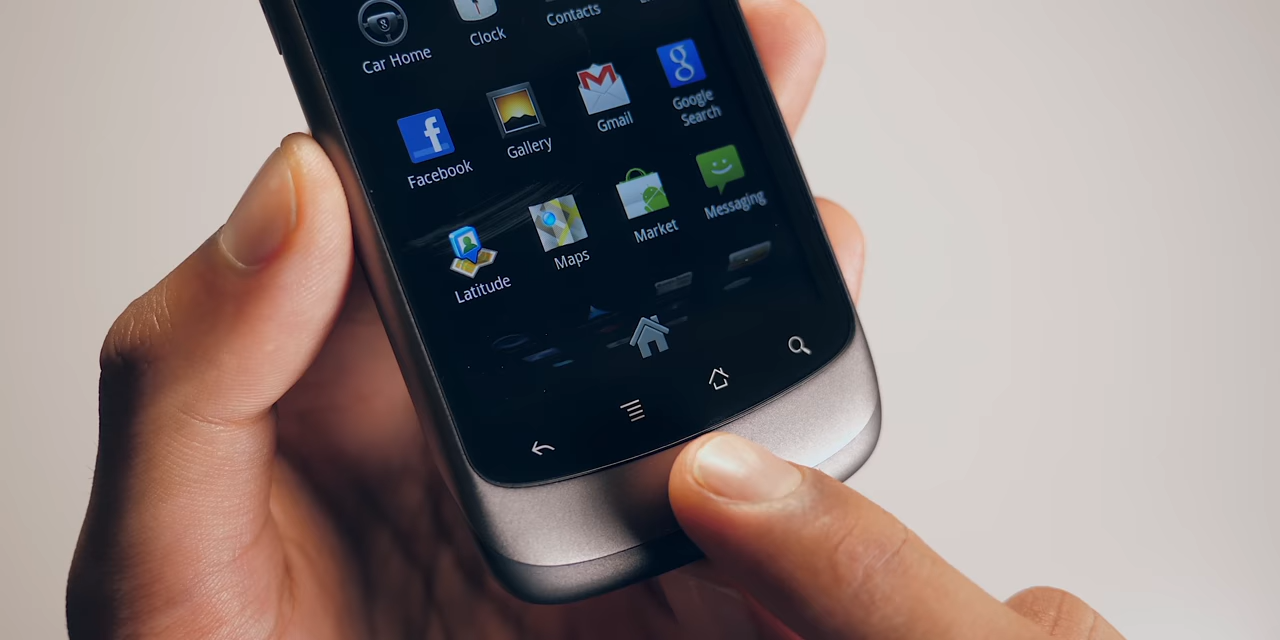 Car Home
Clock
Contacts
Facebook
Gallery
Gmail
Google
Search
Latitude
Maps
Market
Messaging